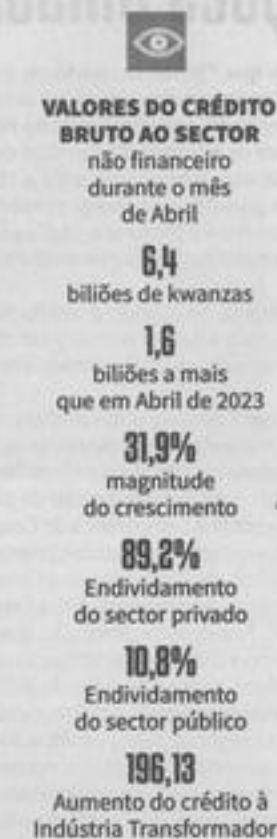 VALORES DO CRÉDITO
BRUTO AO SECTOR
não financeiro
durante o mês
de Abril
6,4
biliões de kwanzas
1,6
biliões a mais
que em Abril de 2023
31,9%
magnitude
do crescimento
89,2%
Endividamento
do sector privado
10,8%
Endividamento
do sector público
196,13
Aumento do crédito à
Indústria Transformador